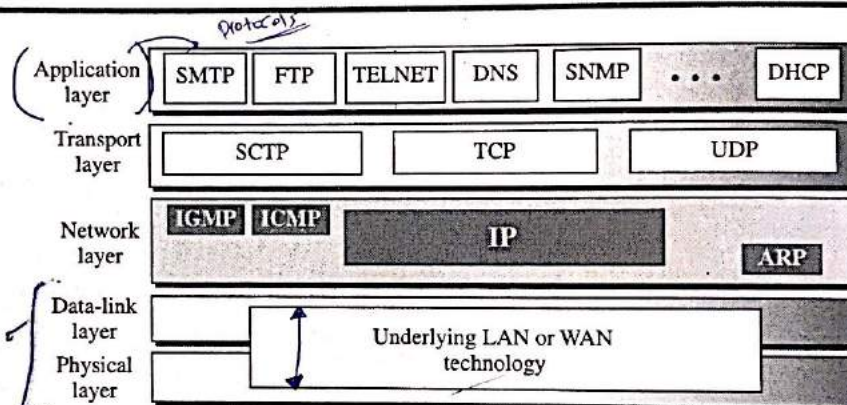 Protocols
Application layer
SMTP FTP TELNET DNS SNMP • • • DHCP
Transport layer
SCTP TCP UDP
Network layer
IGMP ICMP IP ARP
Data-link layer
Physical layer
Underlying LAN or WAN
technology